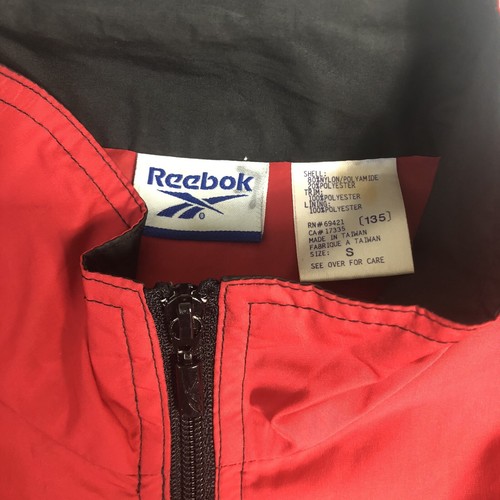 Reebok
SHELL:
80%NYLON/POLYAMIDE
20%POLYESTER
TRIM:
100%POLYESTER
LINING:
100%POLYESTER
RN# 69421 [135]
CA# 17335
MADE IN TAIWAN
FABRIQUE A TAIWAN
SIZE: S
SEE OVER FOR CARE